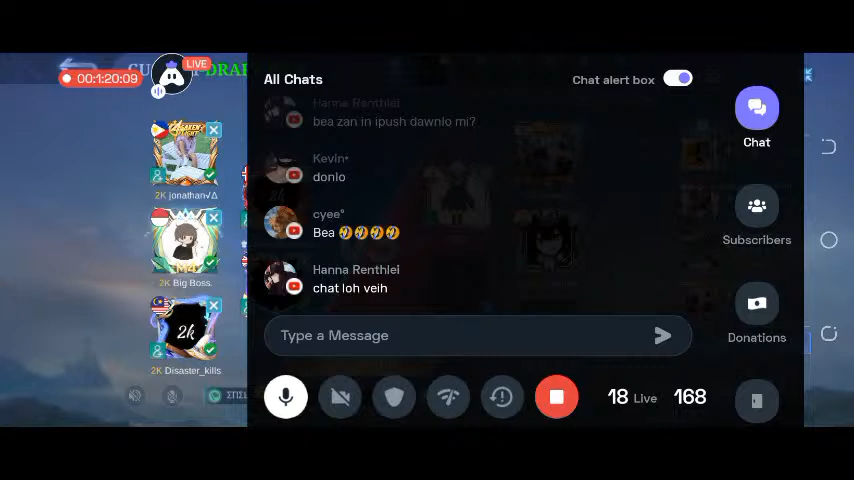 00:1:20:09
LIVE
All Chats
Chat alert box
Hanna Renthlei
bea zan in ipush dawnlo mi?
Kevin•
donlo
cyee°
Bea 🤣🤣🤣🤣
Hanna Renthlei
chat loh veih
Type a Message
18 Live 168
Chat
Subscribers
Donations
2K jonathan√Δ
2K Big Boss.
2k
2K Disaster_kills